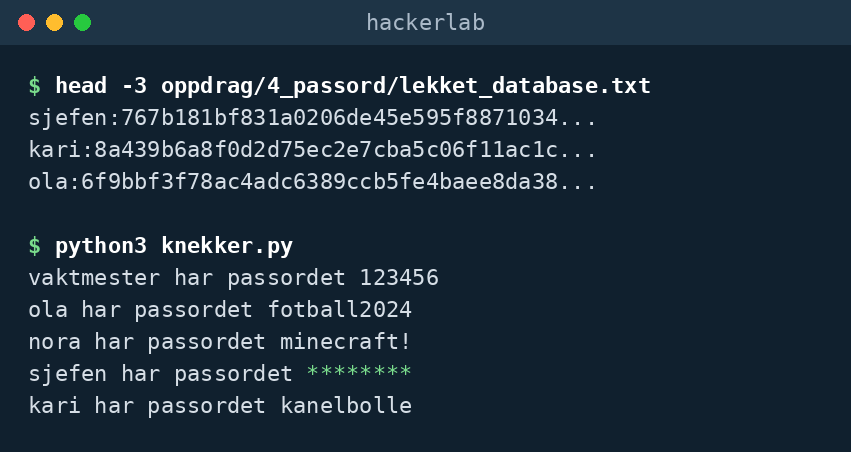 hackerlab
$ head -3 oppdrag/4_passord/lekket_database.txt
sjefen:767b181bf831a0206de45e595f8871034...
kari:8a439b6a8f0d2d75ec2e7cba5c06f11ac1c...
ola:6f9bbf3f78ac4adc6389ccb5fe4baee8da38...
$ python3 knekker.py
vaktmester har passordet 123456
ola har passordet fotball2024
nora har passordet minecraft!
sjefen har passordet ********
kari har passordet kanelbolle